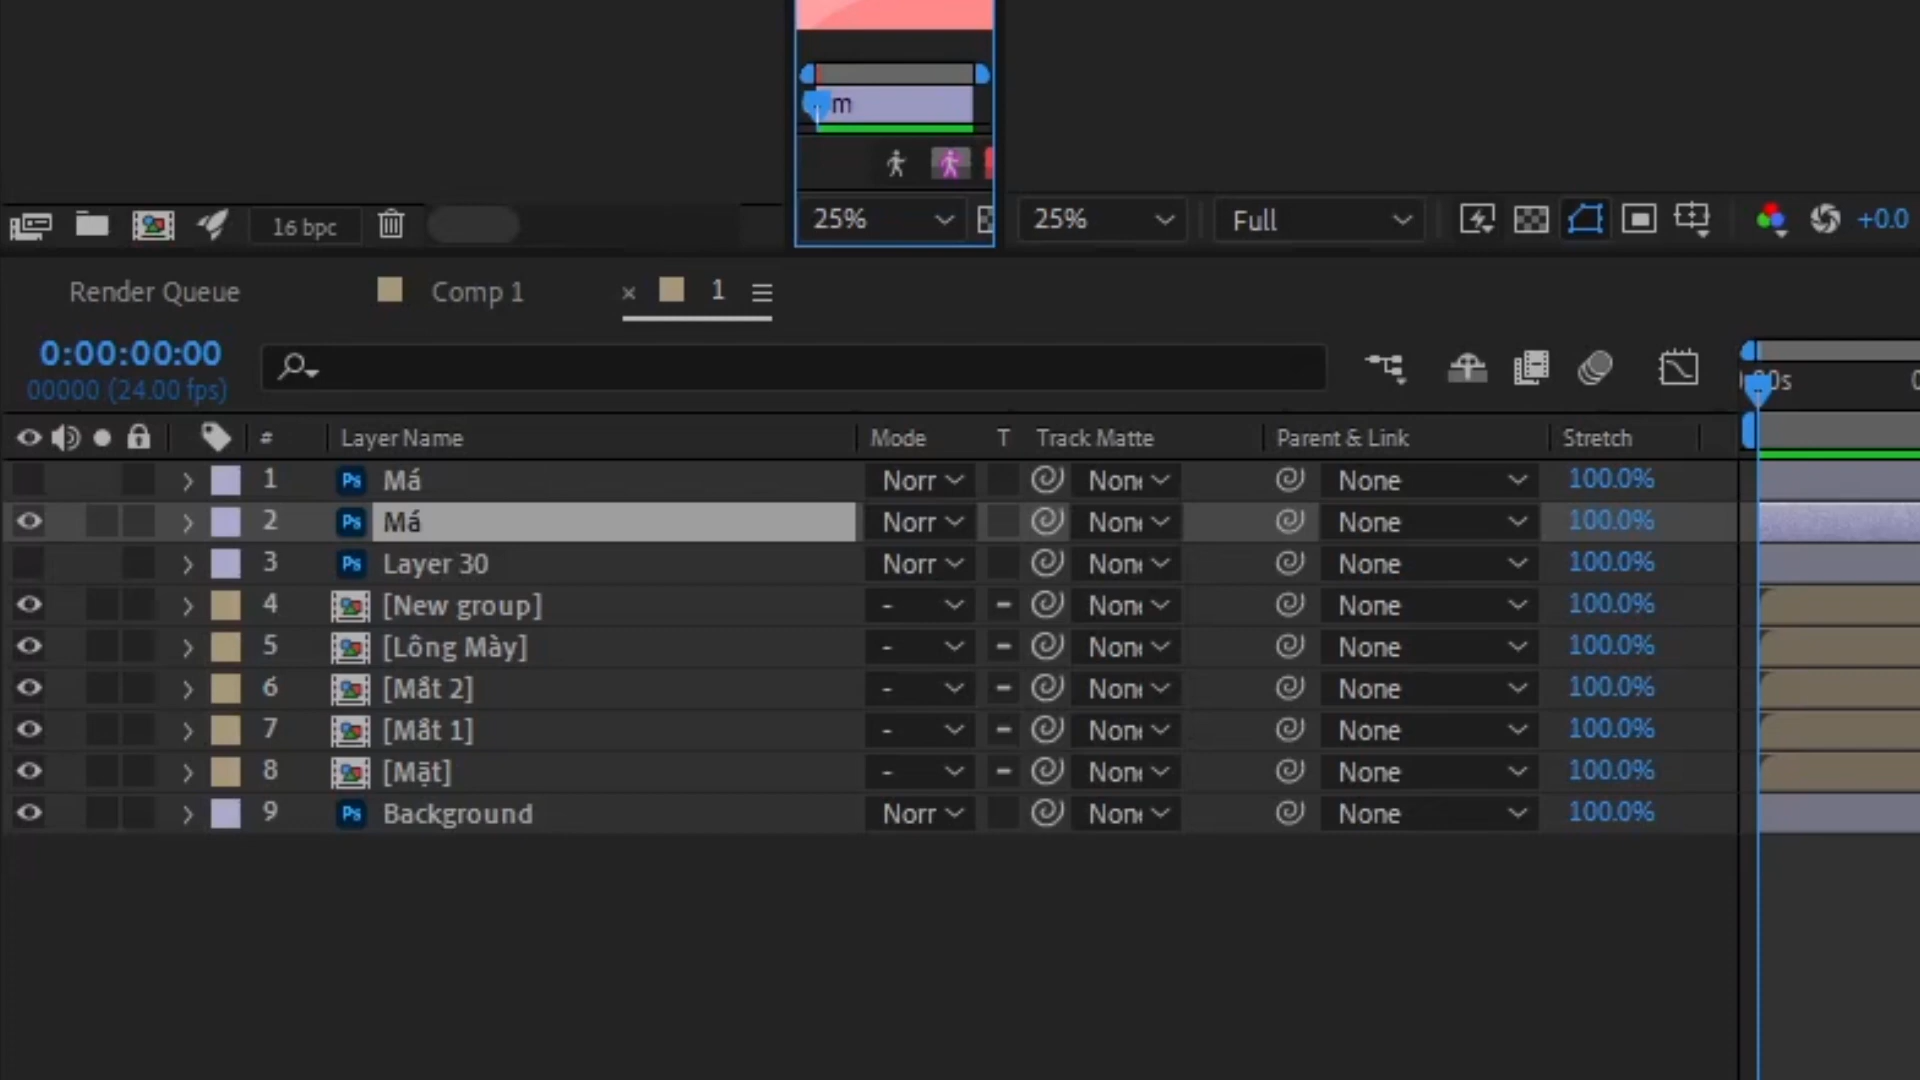 m
25%
16 bpc
25%
Full
+0.0
Render Queue
Comp 1
1
0:00:00:00
00000 (24.00 fps)
# Layer Name Mode T Track Matte Parent & Link Stretch
1 Ps Má Norr Non None 100.0%
2 Ps Má Norr Non None 100.0%
3 Ps Layer 30 Norr Non None 100.0%
4 [New group] - - Non None 100.0%
5 [Lông Mày] - - Non None 100.0%
6 [Mắt 2] - - Non None 100.0%
7 [Mắt 1] - - Non None 100.0%
8 [Mặt] - - Non None 100.0%
9 Ps Background Norr Non None 100.0%